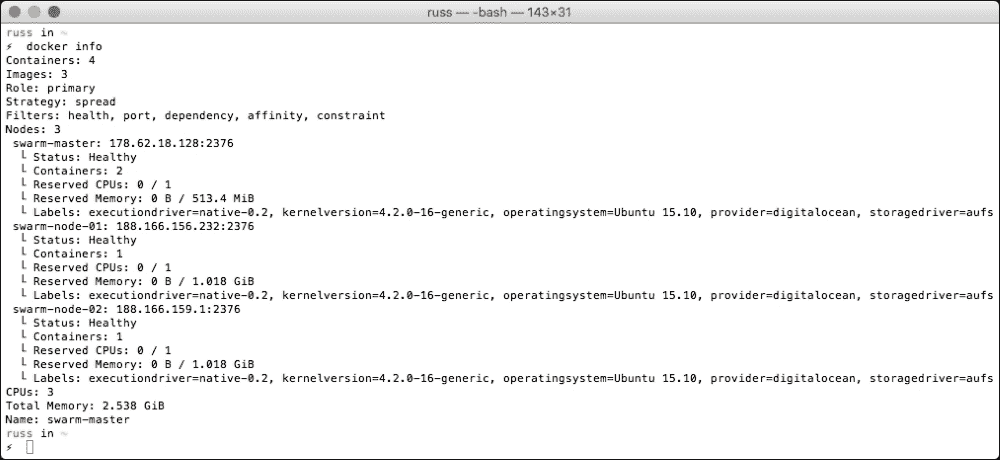 russ — -bash — 143×31
russ in ~
⚡ docker info
Containers: 4
Images: 3
Role: primary
Strategy: spread
Filters: health, port, dependency, affinity, constraint
Nodes: 3
 swarm-master: 178.62.18.128:2376
  └ Status: Healthy
  └ Containers: 2
  └ Reserved CPUs: 0 / 1
  └ Reserved Memory: 0 B / 513.4 MiB
  └ Labels: executiondriver=native-0.2, kernelversion=4.2.0-16-generic, operatingsystem=Ubuntu 15.10, provider=digitalocean, storagedriver=aufs
 swarm-node-01: 188.166.156.232:2376
  └ Status: Healthy
  └ Containers: 1
  └ Reserved CPUs: 0 / 1
  └ Reserved Memory: 0 B / 1.018 GiB
  └ Labels: executiondriver=native-0.2, kernelversion=4.2.0-16-generic, operatingsystem=Ubuntu 15.10, provider=digitalocean, storagedriver=aufs
 swarm-node-02: 188.166.159.1:2376
  └ Status: Healthy
  └ Containers: 1
  └ Reserved CPUs: 0 / 1
  └ Reserved Memory: 0 B / 1.018 GiB
  └ Labels: executiondriver=native-0.2, kernelversion=4.2.0-16-generic, operatingsystem=Ubuntu 15.10, provider=digitalocean, storagedriver=aufs
CPUs: 3
Total Memory: 2.538 GiB
Name: swarm-master
russ in ~
⚡